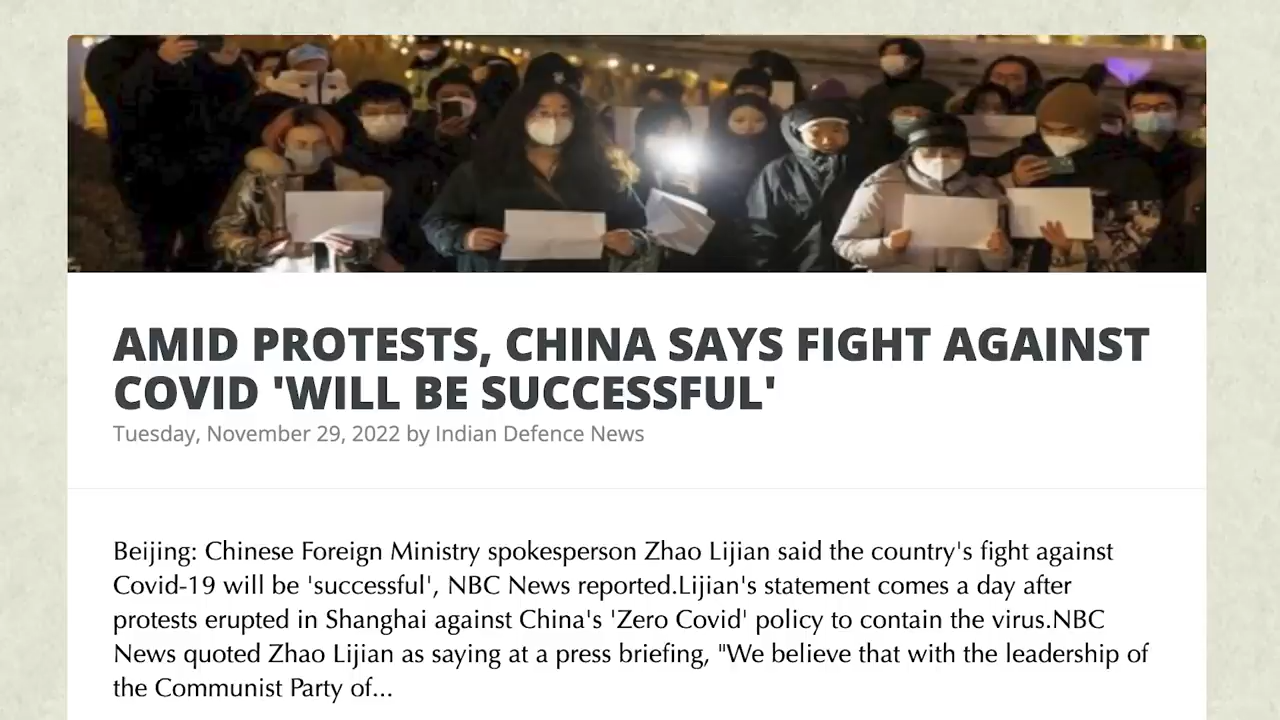 AMID PROTESTS, CHINA SAYS FIGHT AGAINST
COVID 'WILL BE SUCCESSFUL'
Tuesday, November 29, 2022 by Indian Defence News
Beijing: Chinese Foreign Ministry spokesperson Zhao Lijian said the country's fight against
Covid-19 will be 'successful', NBC News reported.Lijian's statement comes a day after
protests erupted in Shanghai against China's 'Zero Covid' policy to contain the virus.NBC
News quoted Zhao Lijian as saying at a press briefing, "We believe that with the leadership of
the Communist Party of...